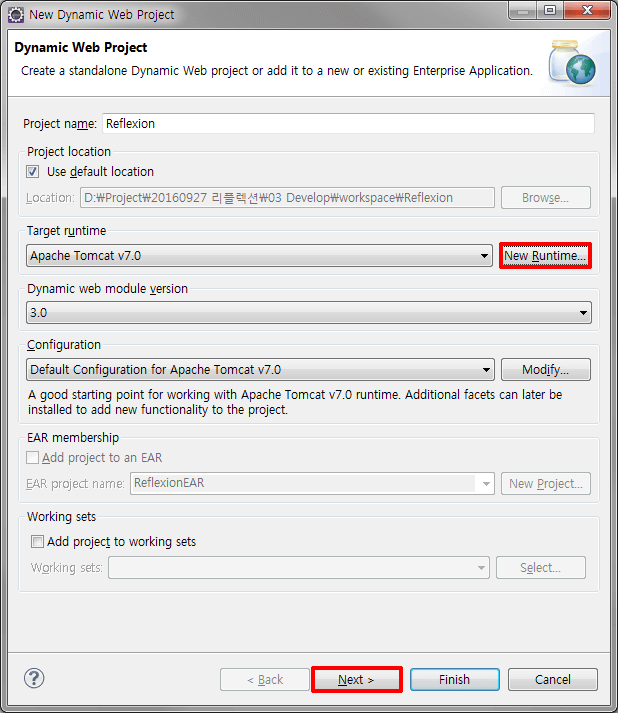 New Dynamic Web Project
Dynamic Web Project
Create a standalone Dynamic Web project or add it to a new or existing Enterprise Application.
Project name: Reflexion
Project location
Use default location
Location: D:₩Project₩20160927 리플렉션₩03 Develop₩workspace₩Reflexion Browse...
Target runtime
Apache Tomcat v7.0 New Runtime...
Dynamic web module version
3.0
Configuration
Default Configuration for Apache Tomcat v7.0 Modify...
A good starting point for working with Apache Tomcat v7.0 runtime. Additional facets can later be
installed to add new functionality to the project.
EAR membership
Add project to an EAR
EAR project name: ReflexionEAR New Project...
Working sets
Add project to working sets
Working sets: Select...
? < Back Next > Finish Cancel